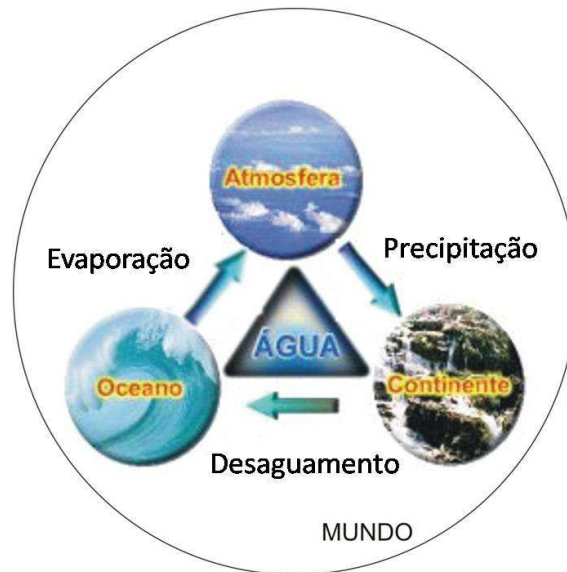 Atmosfera
Evaporação
Precipitação
ÁGUA
Oceano
Continente
Desaguamento
MUNDO